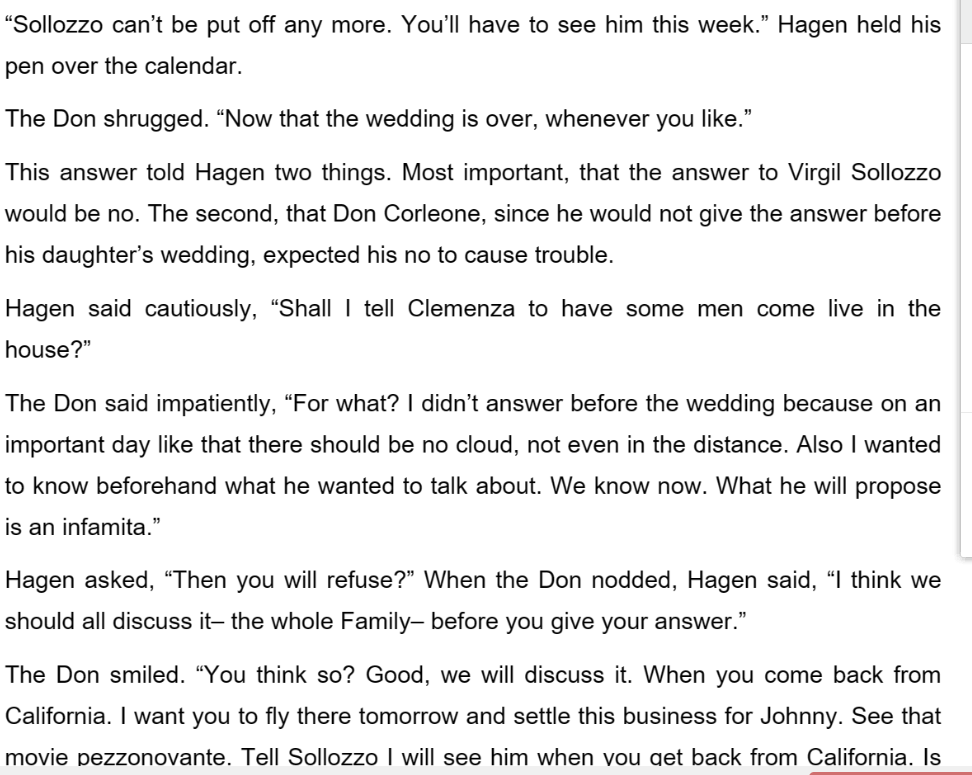 “Sollozzo can’t be put off any more. You’ll have to see him this week.” Hagen held his
pen over the calendar.
The Don shrugged. “Now that the wedding is over, whenever you like.”
This answer told Hagen two things. Most important, that the answer to Virgil Sollozzo
would be no. The second, that Don Corleone, since he would not give the answer before
his daughter’s wedding, expected his no to cause trouble.
Hagen said cautiously, “Shall I tell Clemenza to have some men come live in the
house?”
The Don said impatiently, “For what? I didn’t answer before the wedding because on an
important day like that there should be no cloud, not even in the distance. Also I wanted
to know beforehand what he wanted to talk about. We know now. What he will propose
is an infamita.”
Hagen asked, “Then you will refuse?” When the Don nodded, Hagen said, “I think we
should all discuss it– the whole Family– before you give your answer.”
The Don smiled. “You think so? Good, we will discuss it. When you come back from
California. I want you to fly there tomorrow and settle this business for Johnny. See that
movie pezzonovante. Tell Sollozzo I will see him when you get back from California. Is